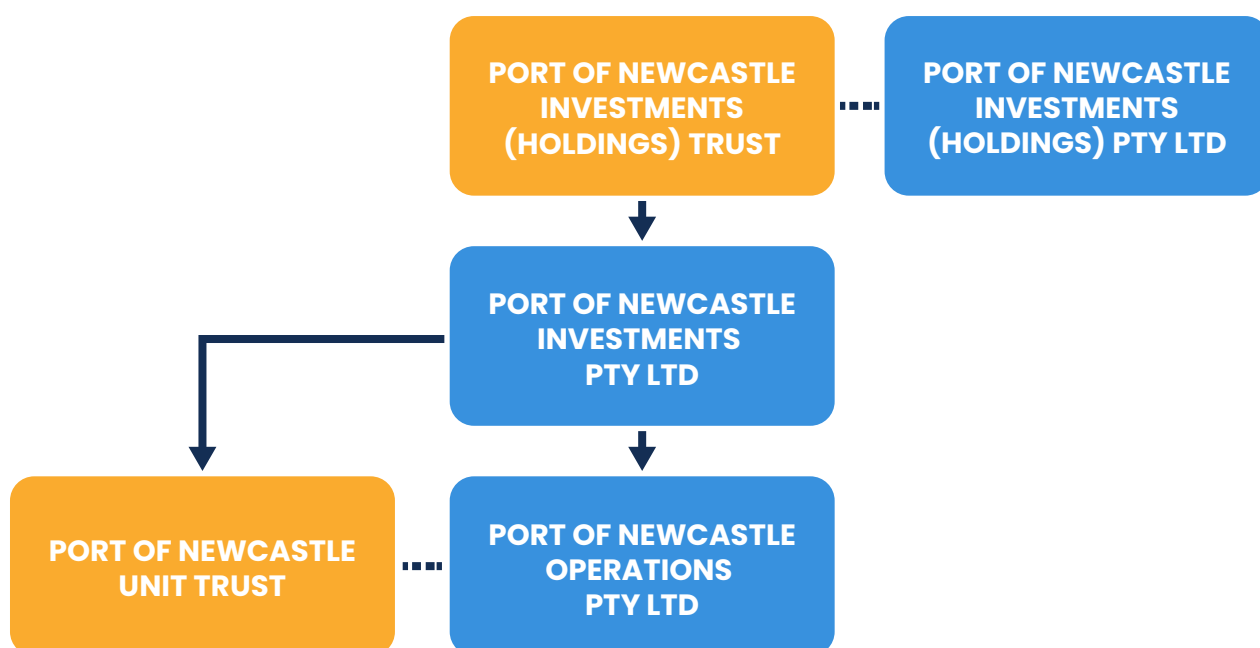 PORT OF NEWCASTLE
INVESTMENTS
(HOLDINGS) TRUST
PORT OF NEWCASTLE
INVESTMENTS
(HOLDINGS) PTY LTD
PORT OF NEWCASTLE
INVESTMENTS
PTY LTD
PORT OF NEWCASTLE
UNIT TRUST
PORT OF NEWCASTLE
OPERATIONS
PTY LTD